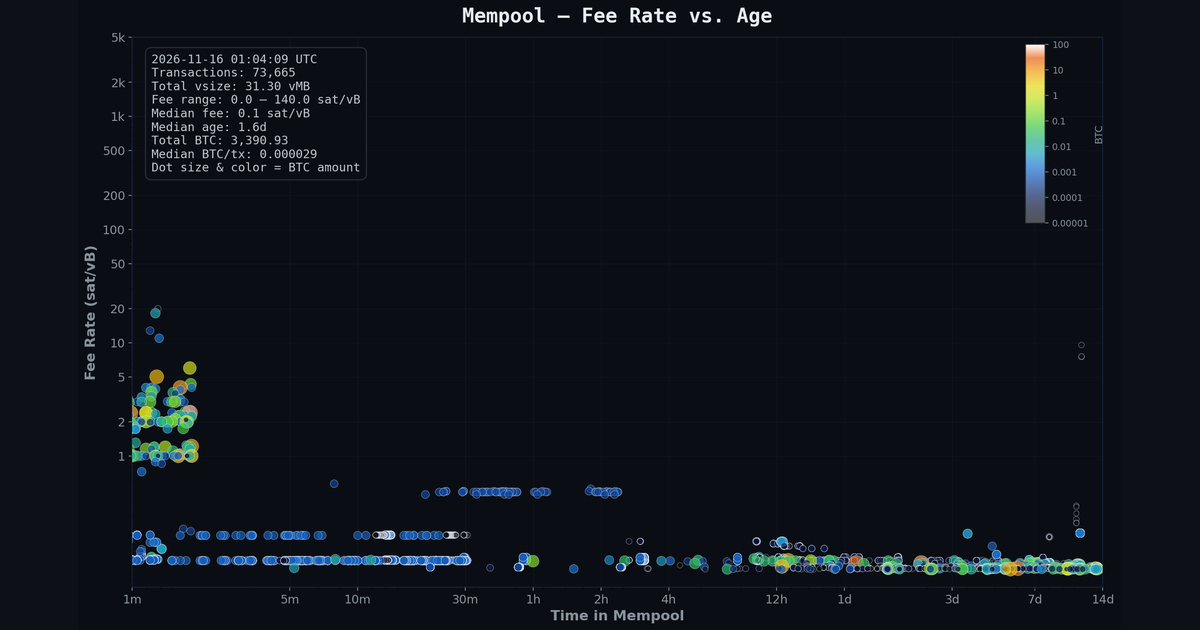 Mempool — Fee Rate vs. Age
5k
2k
1k
500
200
100
50
20
10
5
2
1
Fee Rate (sat/vB)
2026-11-16 01:04:09 UTC
Transactions: 73,665
Total vsize: 31.30 vMB
Fee range: 0.0 – 140.0 sat/vB
Median fee: 0.1 sat/vB
Median age: 1.6d
Total BTC: 3,390.93
Median BTC/tx: 0.000029
Dot size & color = BTC amount
100
10
1
0.1
0.01
0.001
0.0001
0.00001
BTC
1m
5m
10m
30m
1h
2h
4h
12h
1d
3d
7d
14d
Time in Mempool